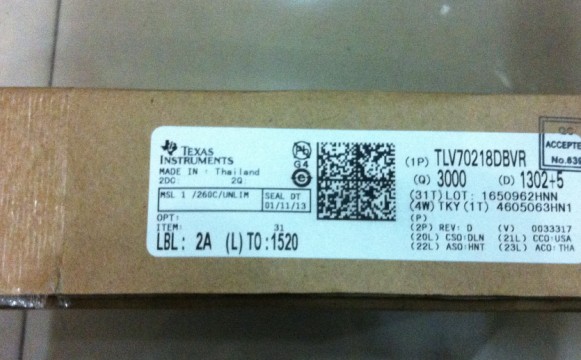 TEXAS
INSTRUMENTS
MADE IN : Thailand
2DC: 2Q:
MSL 1 /260C/UNLIM
SEAL DT
01/11/13
OPT:
ITEM: 31
LBL: 2A (L) TO:1520
Pb
G4
(1P) TLV70218DBVR
(Q) 3000 (D) 1302+5
(31T)LOT: 1650962HNN
(4W) TKY(1T) 4605063HN1
(P)
(2P) REV: D (V) 0033317
(20L) CSO:DLN (21L) CCO:USA
(22L) ASO:HNT (23L) ACO:THA
QC
ACCEPTE
No.630